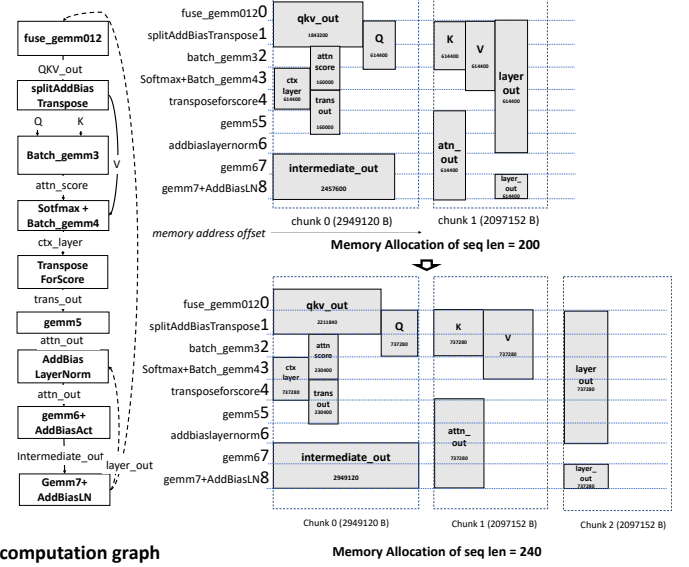 fuse_gemm012
QKV_out
splitAddBias
Transpose
Q K
V
Batch_gemm3
attn_score
Sotfmax +
Batch_gemm4
ctx_layer
Transpose
ForScore
trans_out
gemm5
attn_out
AddBias
LayerNorm
attn_out
gemm6+
AddBiasAct
Intermediate_out
layer_out
Gemm7+
AddBiasLN
computation graph
fuse_gemm012 0
splitAddBiasTranspose 1
batch_gemm3 2
Softmax+Batch_gemm4 3
transposeforscore 4
gemm5 5
addbiaslayernorm 6
gemm6 7
gemm7+AddBiasLN 8
qkv_out
1843200
Q
614400
attn
score
160000
ctx
layer
614400
trans
out
160000
intermediate_out
2457600
K
614400
V
614400
layer
out
614400
atn_
out
614400
layer_
out
614400
chunk 0 (2949120 B)
chunk 1 (2097152 B)
memory address offset
Memory Allocation of seq len = 200
fuse_gemm012 0
splitAddBiasTranspose 1
batch_gemm3 2
Softmax+Batch_gemm4 3
transposeforscore 4
gemm5 5
addbiaslayernorm 6
gemm6 7
gemm7+AddBiasLN 8
qkv_out
2211840
Q
737280
attn
score
230400
ctx
layer
737280
trans
out
230400
intermediate_out
2949120
K
737280
V
737280
attn_
out
737280
layer
out
737280
layer_
out
737280
Chunk 0 (2949120 B)
Chunk 1 (2097152 B)
Chunk 2 (2097152 B)
Memory Allocation of seq len = 240